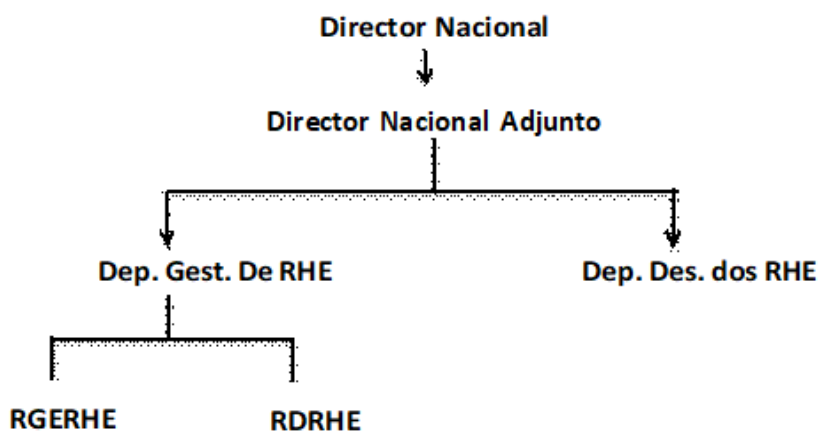 Director Nacional
Director Nacional Adjunto
Dep. Gest. De RHE
Dep. Des. dos RHE
RGERHE
RDRHE